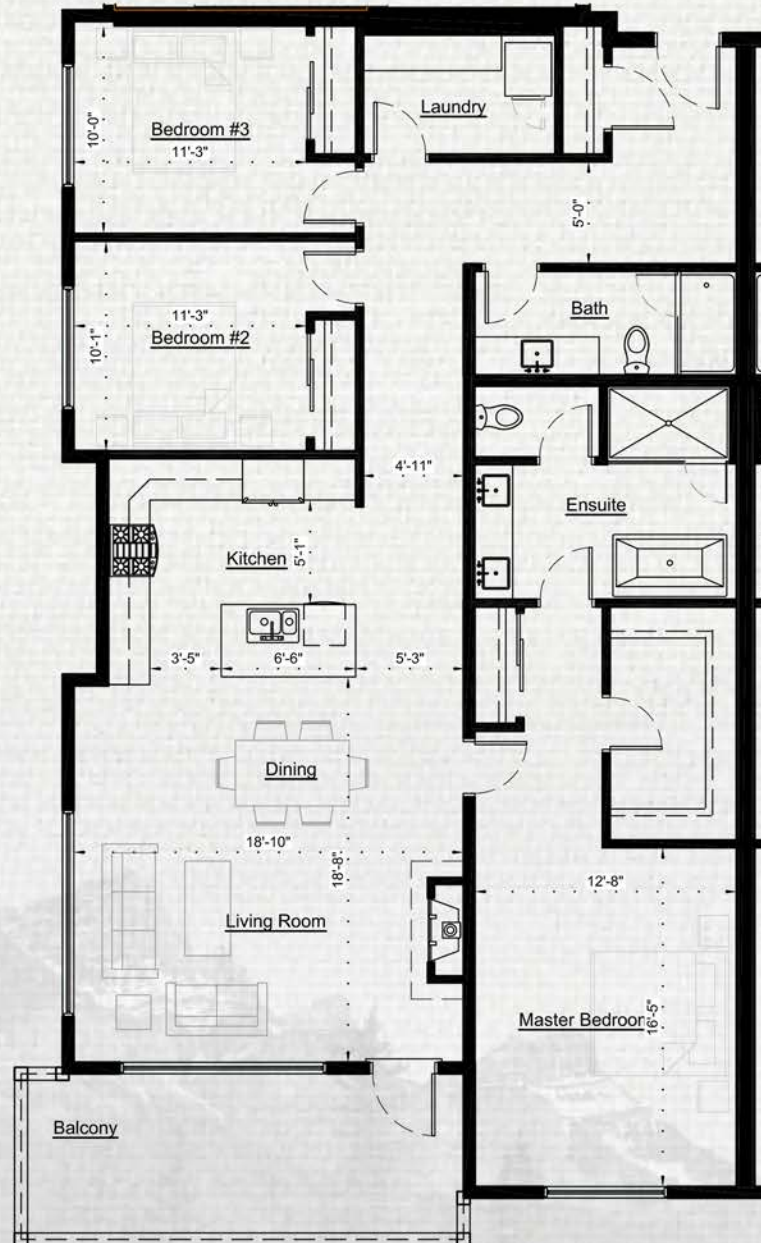 Laundry
10'-0"
Bedroom #3
11'-3"
5'-0"
11'-3"
Bedroom #2
10'-1"
Bath
4'-11"
Ensuite
Kitchen
5'-1"
3'-5"
6'-6"
5'-3"
Dining
18'-10"
18'-8"
12'-8"
Living Room
Master Bedroom
16'-5"
Balcony